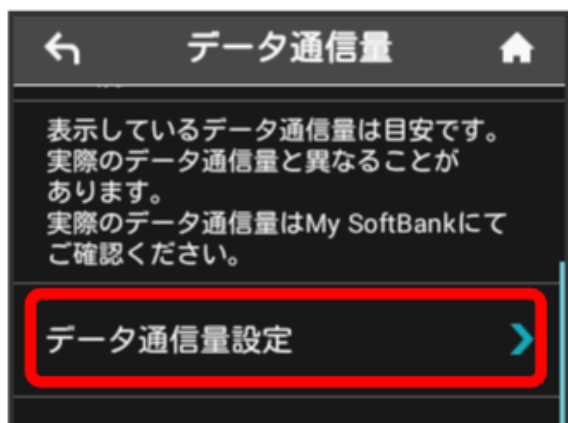 データ通信量
表示しているデータ通信量は目安です。
実際のデータ通信量と異なることが
あります。
実際のデータ通信量はMy SoftBankにて
ご確認ください。
データ通信量設定